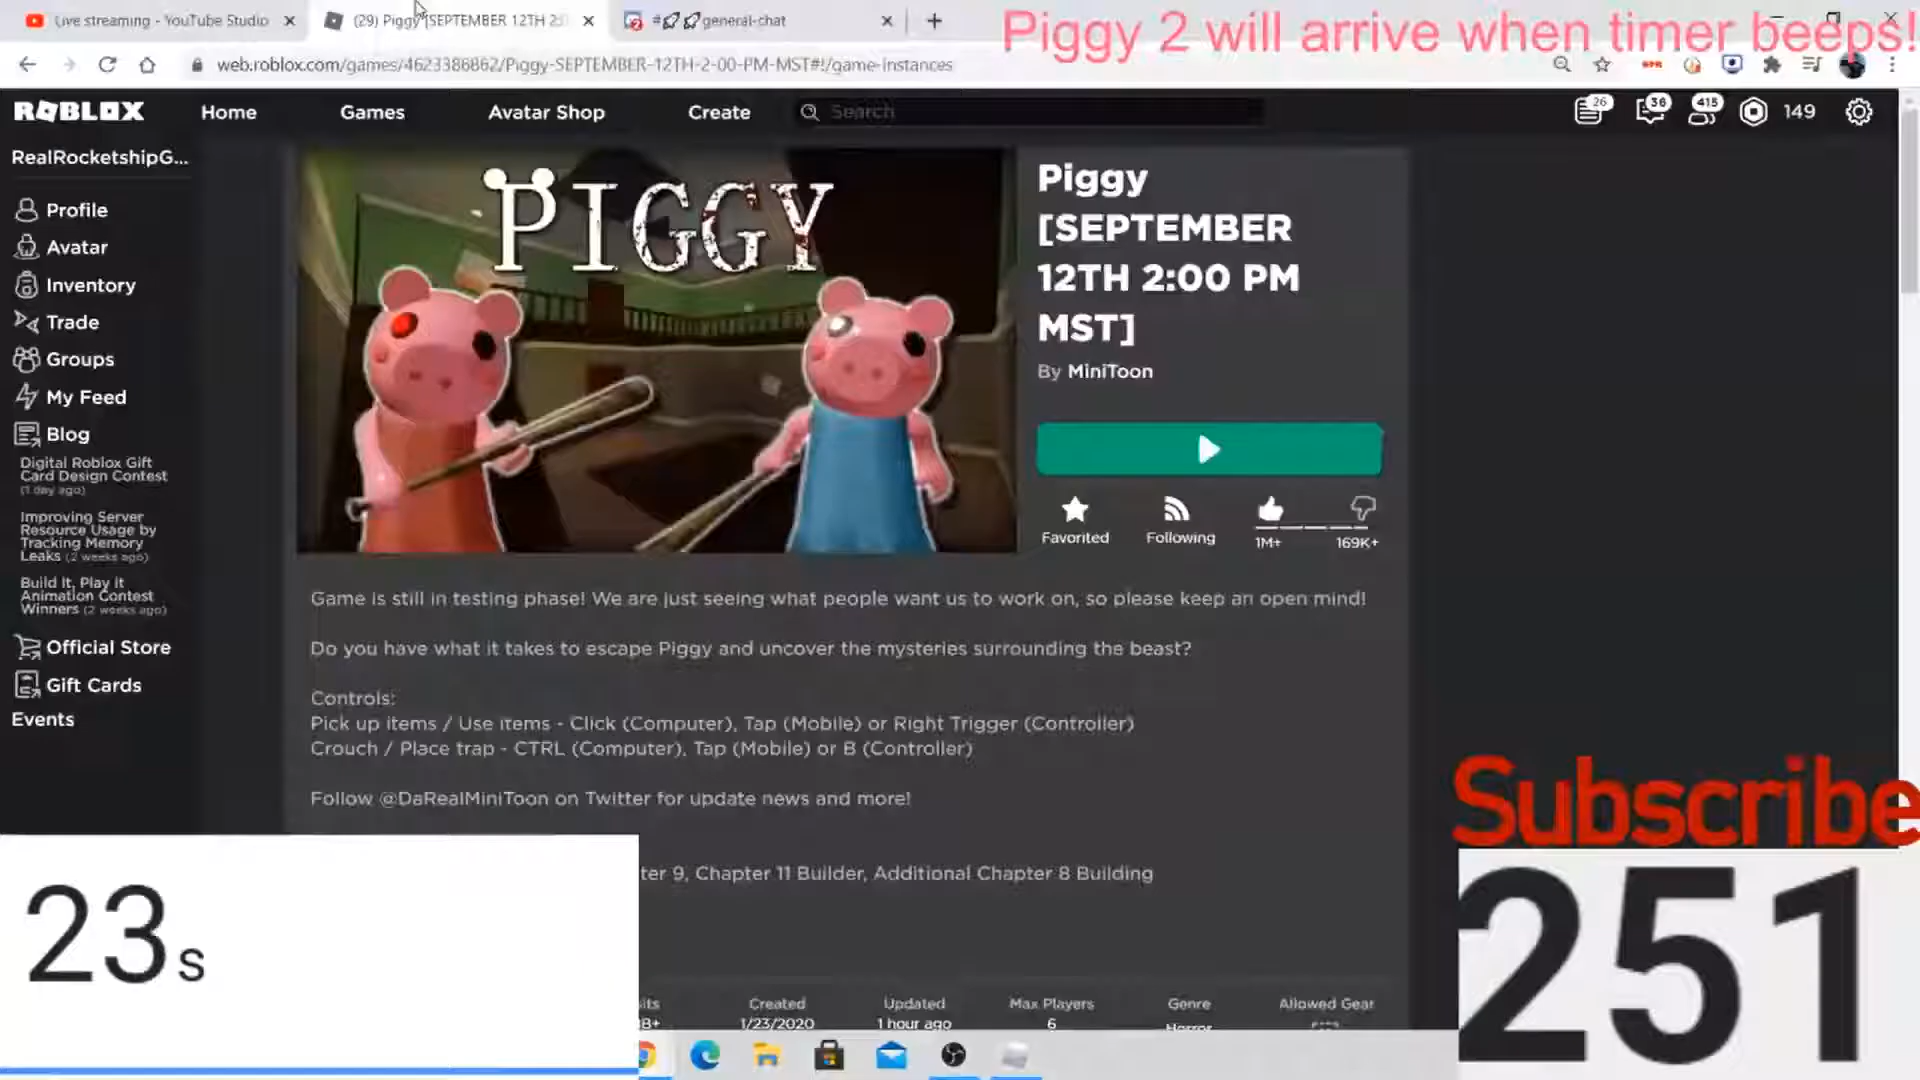 Live streaming - YouTube Studio
(29) Piggy [SEPTEMBER 12TH 2:
general-chat
Piggy 2 will arrive when timer beeps!
web.roblox.com/games/4623386862/Piggy-SEPTEMBER-12TH-2-00-PM-MST#!/game-instances
ROBLOX
Home
Games
Avatar Shop
Create
Search
26
36
415
149
RealRocketshipG...
Profile
Avatar
Inventory
Trade
Groups
My Feed
Blog
Digital Roblox Gift
Card Design Contest
(1 day ago)
Improving Server
Resource Usage by
Tracking Memory
Leaks (2 weeks ago)
Build It, Play It
Animation Contest
Winners (2 weeks ago)
Official Store
Gift Cards
Events
PIGGY
Piggy
[SEPTEMBER
12TH 2:00 PM
MST]
By MiniToon
Favorited
Following
1M+
169K+
Game is still in testing phase! We are just seeing what people want us to work on, so please keep an open mind!
Do you have what it takes to escape Piggy and uncover the mysteries surrounding the beast?
Controls:
Pick up items / Use items - Click (Computer), Tap (Mobile) or Right Trigger (Controller)
Crouch / Place trap - CTRL (Computer), Tap (Mobile) or B (Controller)
Follow @DaRealMiniToon on Twitter for update news and more!
ter 9, Chapter 11 Builder, Additional Chapter 8 Building
Created
1/23/2020
Updated
1 hour ago
Max Players
6
Genre
Horror
Allowed Gear
23s
Subscribe
251